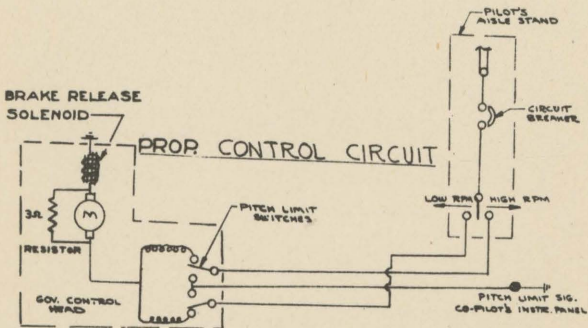 PILOT'S
AISLE STAND
BRAKE RELEASE
SOLENOID
CIRCUIT
BREAKER
PROP. CONTROL CIRCUIT
LOW RPM
HIGH RPM
3Ω
M
RESISTOR
PITCH LIMIT
SWITCHES
GOV. CONTROL
HEAD
PITCH LIMIT SIG.
CO-PILOT'S INSTR. PANEL